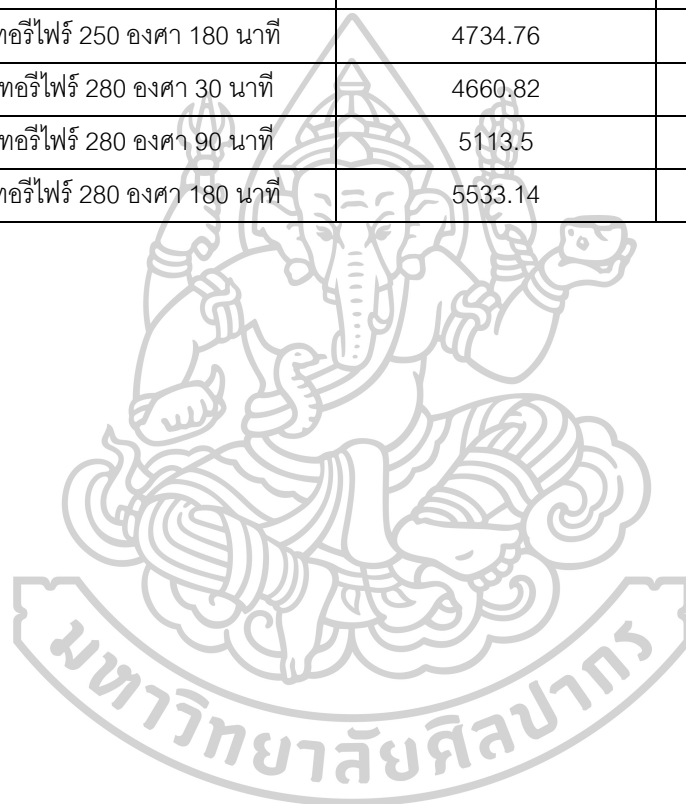 ทอรีไฟร์ 250 องศา 180 นาที 4734.76
ทอรีไฟร์ 280 องศา 30 นาที 4660.82
ทอรีไฟร์ 280 องศา 90 นาที 5113.5
ทอรีไฟร์ 280 องศา 180 นาที 5533.14
มหาวิทยาลัยศิลปากร